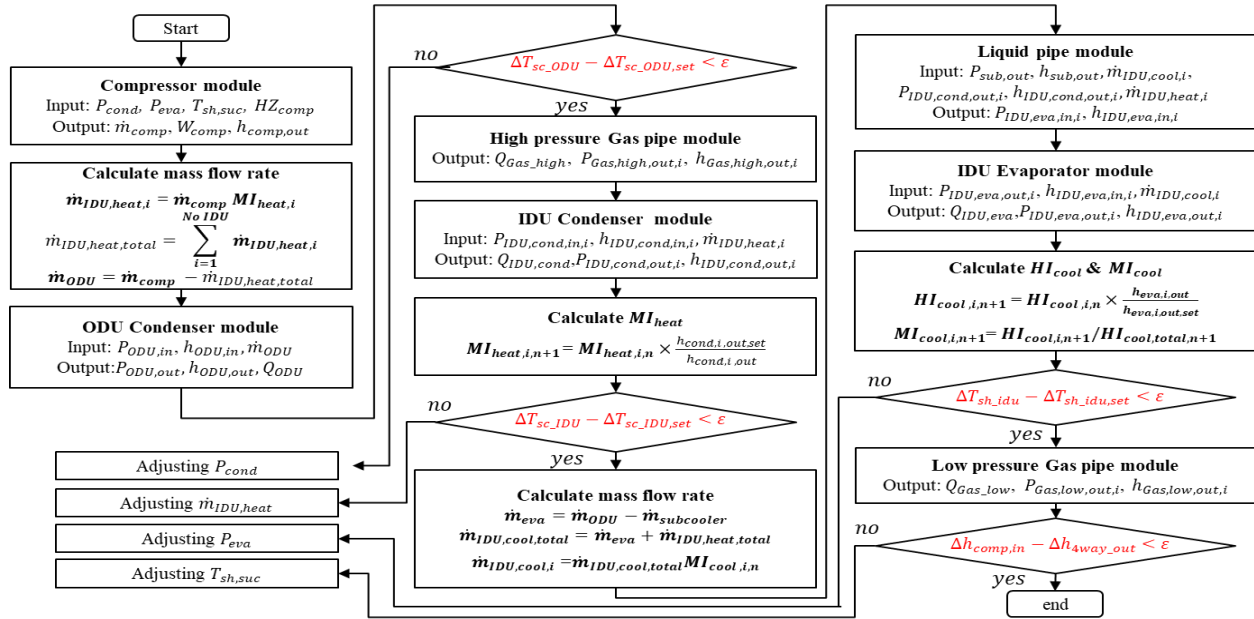 Start
Compressor module
Input: P_cond, P_eva, T_sh,suc, HZ_comp
Output: ṁ_comp, W_comp, h_comp,out
Calculate mass flow rate
ṁ_IDU,heat,i = ṁ_comp MI_heat,i
No IDU
ṁ_IDU,heat,total = ∑ ṁ_IDU,heat,i
i=1
ṁ_ODU = ṁ_comp − ṁ_IDU,heat,total
ODU Condenser module
Input: P_ODU,in, h_ODU,in, ṁ_ODU
Output:P_ODU,out, h_ODU,out, Q_ODU
Adjusting P_cond
Adjusting ṁ_IDU,heat
Adjusting P_eva
Adjusting T_sh,suc
no
ΔT_sc_ODU − ΔT_sc_ODU,set < ε
yes
High pressure Gas pipe module
Output: Q_Gas_high, P_Gas,high,out,i, h_Gas,high,out,i
IDU Condenser module
Input: P_IDU,cond,in,i, h_IDU,cond,in,i, ṁ_IDU,heat,i
Output: Q_IDU,cond,P_IDU,cond,out,i, h_IDU,cond,out,i
Calculate MI_heat
MI_heat,i,n+1 = MI_heat,i,n × h_cond,i,out,set / h_cond,i,out
no
ΔT_sc_IDU − ΔT_sc_IDU,set < ε
yes
Calculate mass flow rate
ṁ_eva = ṁ_ODU − ṁ_subcooler
ṁ_IDU,cool,total = ṁ_eva + ṁ_IDU,heat,total
ṁ_IDU,cool,i =ṁ_IDU,cool,total MI_cool,i,n
Liquid pipe module
Input: P_sub,out, h_sub,out, ṁ_IDU,cool,i,
P_IDU,cond,out,i, h_IDU,cond,out,i, ṁ_IDU,heat,i
Output: P_IDU,eva,in,i, h_IDU,eva,in,i
IDU Evaporator module
Input: P_IDU,eva,out,i, h_IDU,eva,in,i, ṁ_IDU,cool,i
Output: Q_IDU,eva,P_IDU,eva,out,i, h_IDU,eva,out,i
Calculate HI_cool & MI_cool
HI_cool,i,n+1 = HI_cool,i,n × h_eva,i,out / h_eva,i,out,set
MI_cool,i,n+1 = HI_cool,i,n+1/HI_cool,total,n+1
no
ΔT_sh_idu − ΔT_sh_idu,set < ε
yes
Low pressure Gas pipe module
Output: Q_Gas_low, P_Gas,low,out,i, h_Gas,low,out,i
no
Δh_comp,in − Δh_4way_out < ε
yes
end